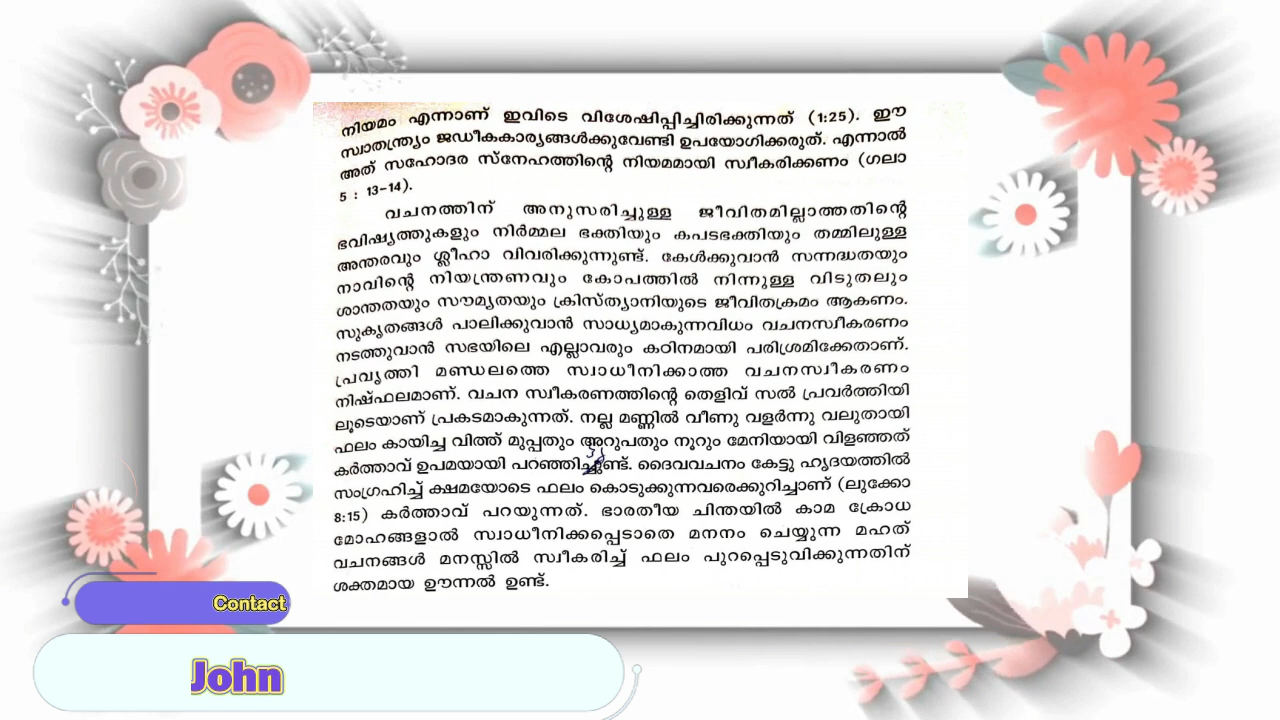 നിയമം എന്നാണ് ഇവിടെ വിശേഷിപ്പിച്ചിരിക്കുന്നത് (1:25). ഈ
സ്വാതന്ത്ര്യം ജഡീകകാര്യങ്ങൾക്കുവേണ്ടി ഉപയോഗിക്കരുത്. എന്നാൽ
അത് സഹോദര സ്നേഹത്തിന്റെ നിയമമായി സ്വീകരിക്കണം (ഗലാ
5 : 13-14).
വചനത്തിന് അനുസരിച്ചുള്ള ജീവിതമില്ലാത്തതിന്റെ
ഭവിഷ്യത്തുകളും നിർമ്മല ഭക്തിയും കപടഭക്തിയും തമ്മിലുള്ള
അന്തരവും ശ്ലീഹാ വിവരിക്കുന്നുണ്ട്. കേൾക്കുവാൻ സന്നദ്ധതയും
നാവിന്റെ നിയന്ത്രണവും കോപത്തിൽ നിന്നുള്ള വിടുതലും
ശാന്തതയും സൗമ്യതയും ക്രിസ്ത്യാനിയുടെ ജീവിതക്രമം ആകണം.
സുകൃതങ്ങൾ പാലിക്കുവാൻ സാധ്യമാകുന്നവിധം വചനസ്വീകരണം
നടത്തുവാൻ സഭയിലെ എല്ലാവരും കഠിനമായി പരിശ്രമിക്കേതാണ്.
പ്രവൃത്തി മണ്ഡലത്തെ സ്വാധീനിക്കാത്ത വചനസ്വീകരണം
നിഷ്ഫലമാണ്. വചന സ്വീകരണത്തിന്റെ തെളിവ് സൽ പ്രവർത്തിയി
ലൂടെയാണ് പ്രകടമാകുന്നത്. നല്ല മണ്ണിൽ വീണു വളർന്നു വലുതായി
ഫലം കായിച്ച വിത്ത് മുപ്പതും അറുപതും നൂറും മേനിയായി വിളഞ്ഞത്
കർത്താവ് ഉപമയായി പറഞ്ഞിട്ടുണ്ട്. ദൈവവചനം കേട്ടു ഹൃദയത്തിൽ
സംഗ്രഹിച്ച് ക്ഷമയോടെ ഫലം കൊടുക്കുന്നവരെക്കുറിച്ചാണ് (ലൂക്കോ
8:15) കർത്താവ് പറയുന്നത്. ഭാരതീയ ചിന്തയിൽ കാമ ക്രോധ
മോഹങ്ങളാൽ സ്വാധീനിക്കപ്പെടാതെ മനനം ചെയ്യുന്ന മഹത്
വചനങ്ങൾ മനസ്സിൽ സ്വീകരിച്ച് ഫലം പുറപ്പെടുവിക്കുന്നതിന്
ശക്തമായ ഊന്നൽ ഉണ്ട്.
Contact
John